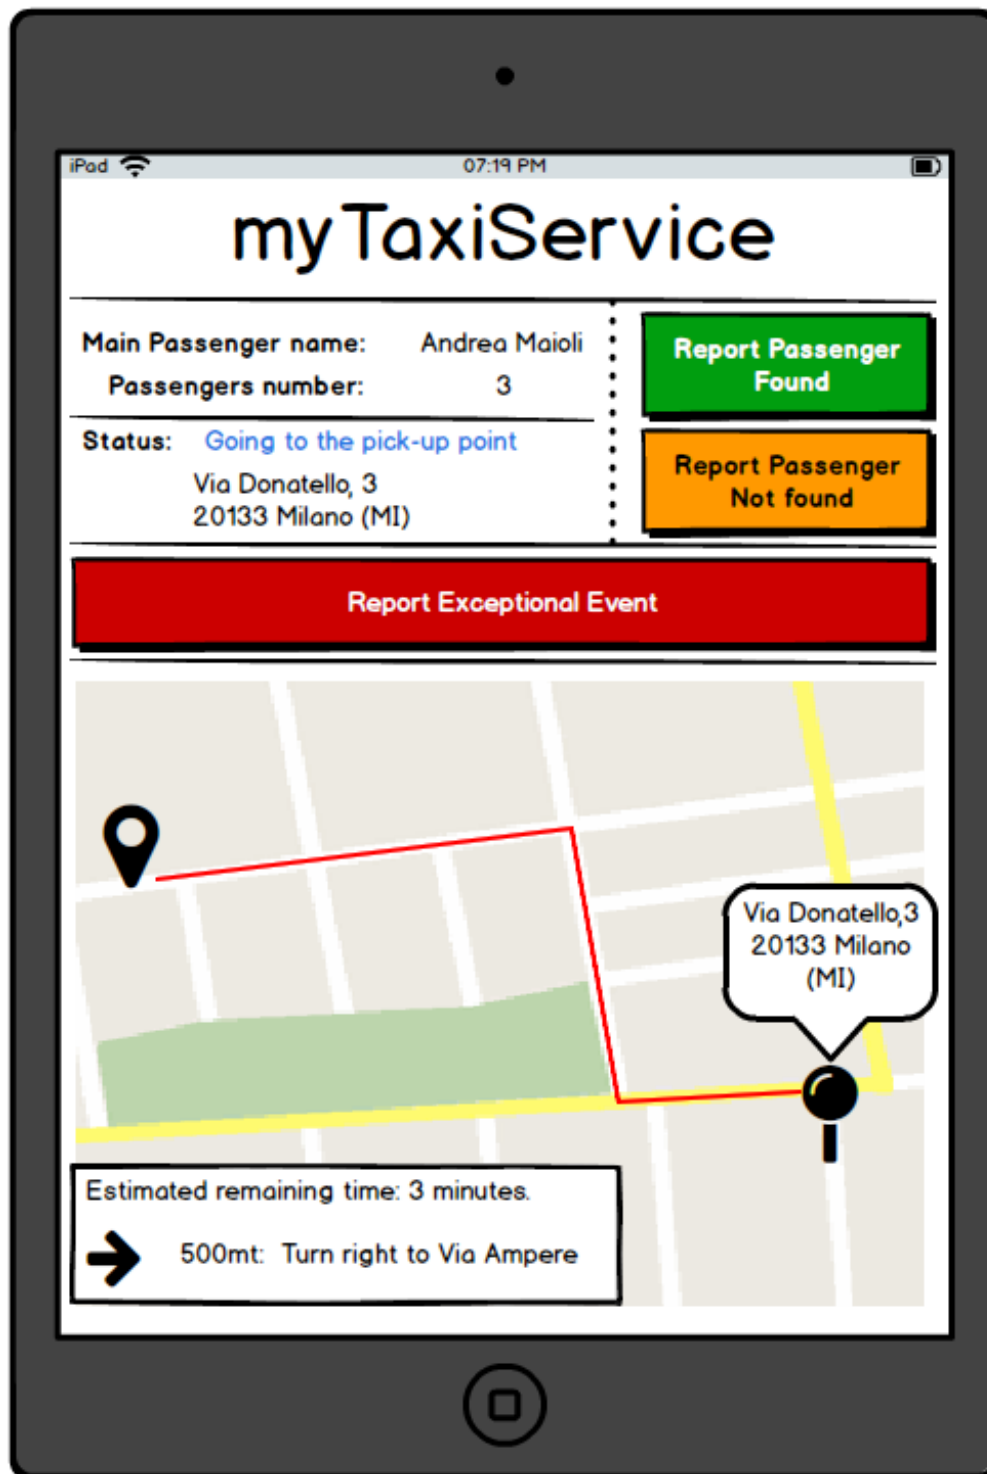 iPad 07:19 PM
myTaxiService
Main Passenger name: Andrea Maioli
Passengers number: 3
Status: Going to the pick-up point
Via Donatello, 3
20133 Milano (MI)
Report Passenger
Found
Report Passenger
Not found
Report Exceptional Event
Via Donatello,3
20133 Milano
(MI)
Estimated remaining time: 3 minutes.
500mt: Turn right to Via Ampere